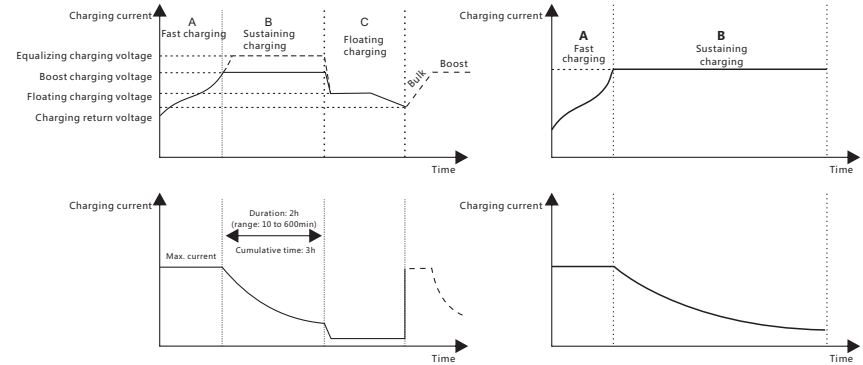 Charging current
A
Fast charging
B
Sustaining
charging
C
Floating
charging
Equalizing charging voltage
Boost charging voltage
Floating charging voltage
Charging return voltage
Bulk
Boost
Time
Charging current
A
Fast
charging
B
Sustaining
charging
Time
Charging current
Duration: 2h
(range: 10 to 600min)
Cumulative time: 3h
Max. current
Time
Charging current
Time